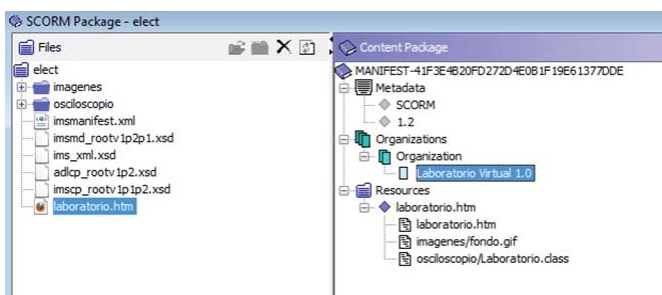 SCORM Package - elect
Files
elect
imagenes
osciloscopio
imsmanifest.xml
imsmd_rootv1p2p1.xsd
ims_xml.xsd
adlcp_rootv1p2.xsd
imscp_rootv1p1p2.xsd
laboratorio.htm
Content Package
MANIFEST-41F3E4B20FD272D4E0B1F19E61377DDE
Metadata
SCORM
1.2
Organizations
Organization
Laboratorio Virtual 1.0
Resources
laboratorio.htm
laboratorio.htm
imagenes/fondo.gif
osciloscopio/Laboratorio.class